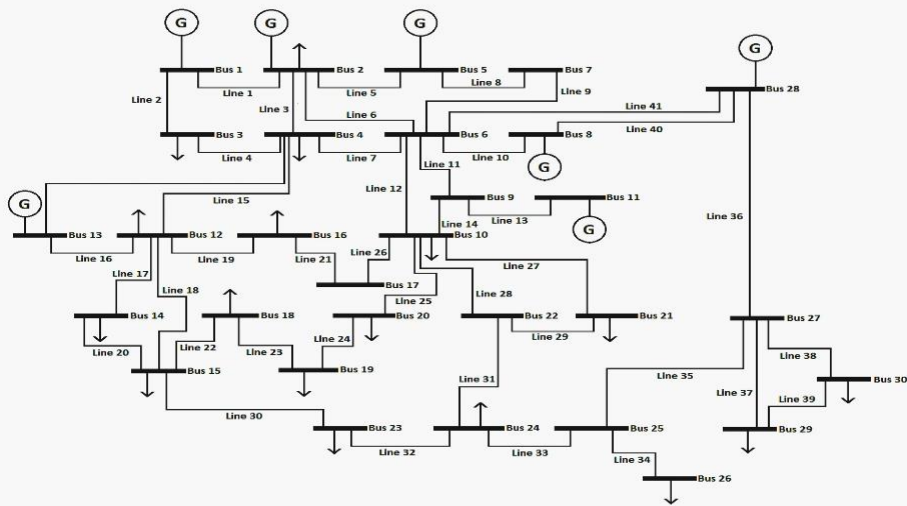 G
G
G
G
Bus 1
Bus 2
Bus 5
Bus 7
Line 1
Line 5
Line 8
Line 9
Bus 28
Line 2
Line 3
Line 6
Line 41
Line 40
Bus 3
Bus 4
Bus 6
Bus 8
Line 4
Line 7
Line 10
Line 11
G
Line 12
Line 15
G
Bus 9
Bus 11
Line 13
Line 14
G
Line 36
Bus 13
Bus 12
Bus 16
Bus 10
Line 16
Line 19
Line 21
Line 26
Line 27
Line 17
Line 18
Bus 17
Line 25
Line 28
Bus 14
Bus 18
Bus 20
Bus 22
Bus 21
Bus 27
Line 20
Line 22
Line 23
Line 24
Line 29
Line 38
Bus 15
Bus 19
Line 31
Line 35
Line 37
Bus 30
Line 39
Line 30
Bus 23
Bus 24
Bus 25
Bus 29
Line 32
Line 33
Line 34
Bus 26